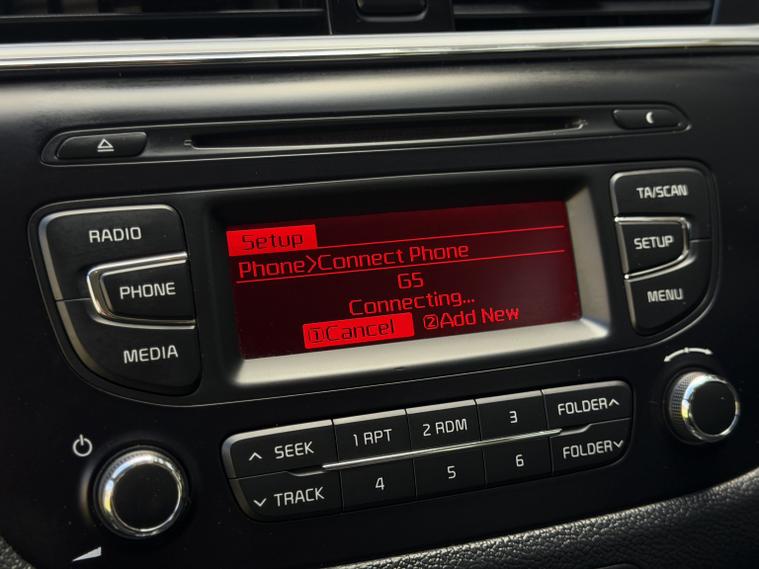 TA/SCAN
RADIO
Setup
SETUP
Phone>Connect Phone
PHONE
G5
MENU
Connecting...
MEDIA
①Cancel ②Add New
SEEK 1 RPT 2 RDM 3 FOLDER
TRACK 4 5 6 FOLDER